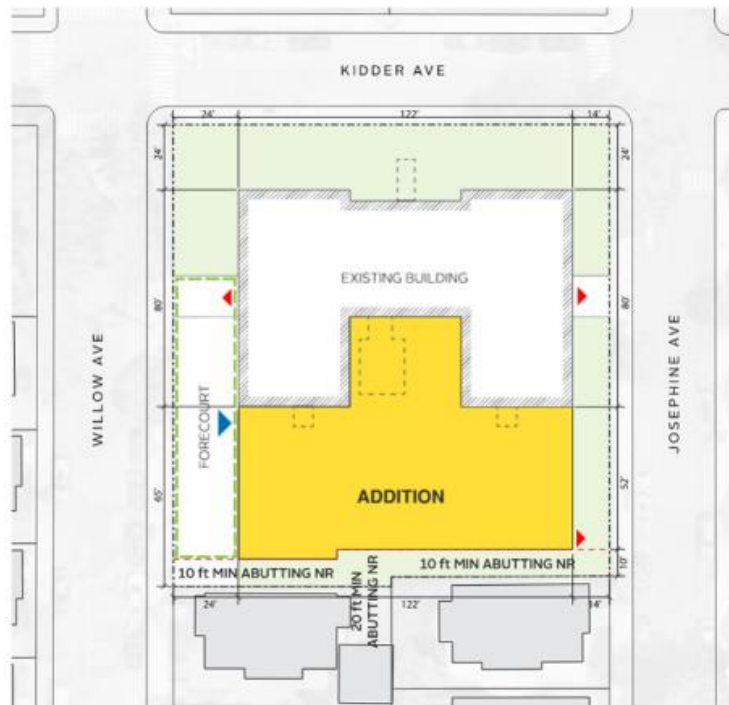 KIDDER AVE
24'
122'
14'
24'
24'
EXISTING BUILDING
80'
80'
WILLOW AVE
JOSEPHINE AVE
FORECOURT
65'
ADDITION
52'
10 ft MIN ABUTTING NR
20 ft MIN
ABUTTING NR
10 ft MIN ABUTTING NR
10'
24'
122'
14'